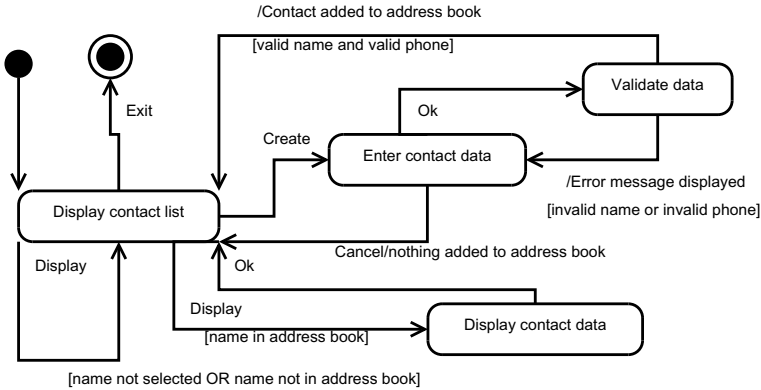 /Contact added to address book
[valid name and valid phone]
Validate data
Exit
Ok
Create
Enter contact data
/Error message displayed
[invalid name or invalid phone]
Display contact list
Cancel/nothing added to address book
Display
Ok
Display
[name in address book]
Display contact data
[name not selected OR name not in address book]